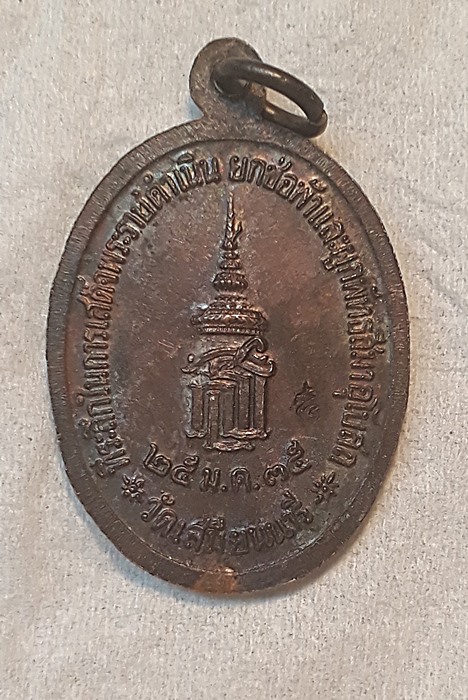 ที่ระลึกในการเสด็จพระราชดำเนิน ยกช่อฟ้าและผูกพัทธสีมาอุโบสถ
๒๕ ม.ค.๓๕
วัดเสมียนนารี